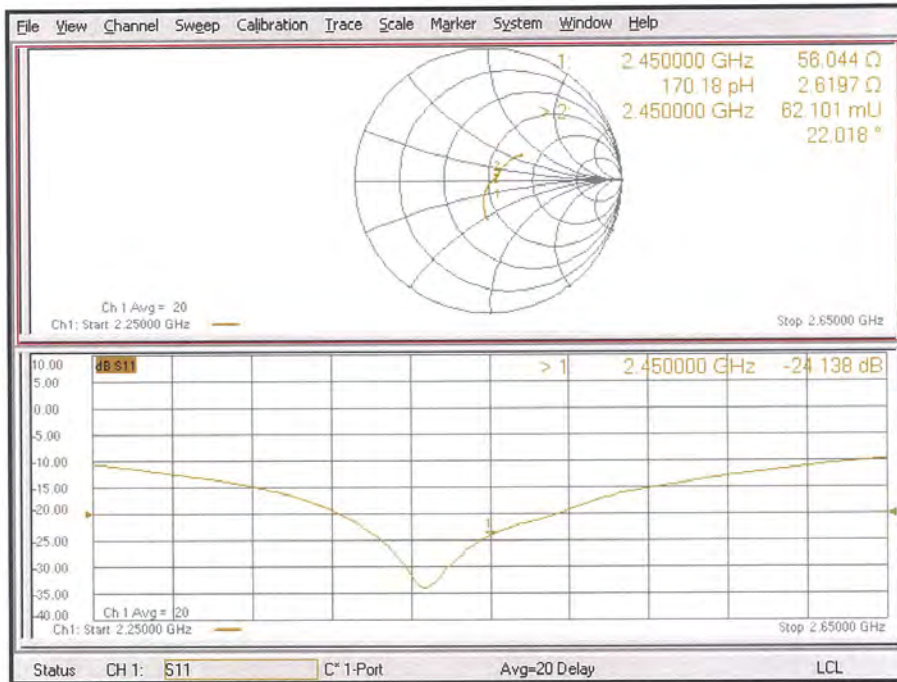 File View Channel Sweep Calibration Trace Scale Marker System Window Help
1: 2.450000 GHz 56.044 Ω
170.18 pH 2.6197 Ω
> 2: 2.450000 GHz 62.101 mU
22.018 °
2
1
Ch 1 Avg = 20
Ch1: Start 2.25000 GHz
Stop 2.65000 GHz
10.00 dB S11 > 1: 2.450000 GHz -24.138 dB
5.00
0.00
-5.00
-10.00
-15.00
-20.00
1
-25.00
-30.00
-35.00
-40.00 Ch 1 Avg = 20
Ch1: Start 2.25000 GHz
Stop 2.65000 GHz
Status CH 1: S11 C* 1-Port Avg=20 Delay LCL